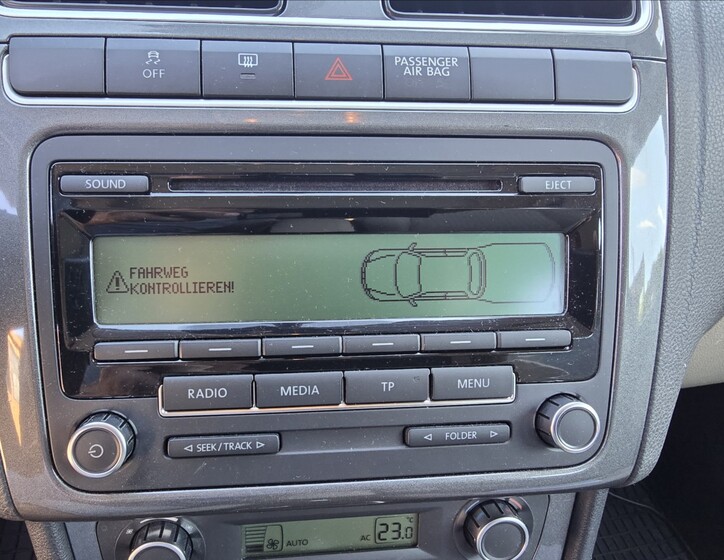 OFF
PASSENGER
AIR BAG
SOUND
EJECT
FAHRWEG
KONTROLLIEREN!
RADIO
MEDIA
TP
MENU
SEEK/TRACK
FOLDER
AUTO
AC
23.0
°C